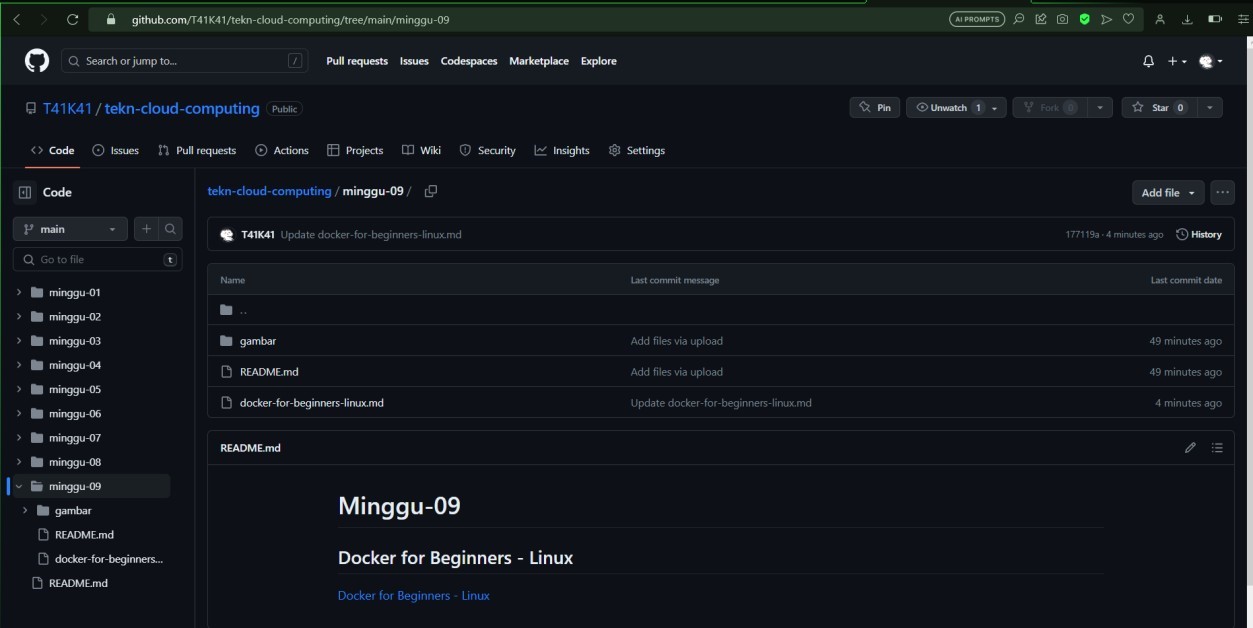 github.com/T41K41/tekn-cloud-computing/tree/main/minggu-09
AI PROMPTS
Search or jump to...
/
Pull requests Issues Codespaces Marketplace Explore
T41K41 / tekn-cloud-computing Public
Pin Unwatch 1 Fork 0 Star 0
Code Issues Pull requests Actions Projects Wiki Security Insights Settings
Code
main
Go to file t
minggu-01
minggu-02
minggu-03
minggu-04
minggu-05
minggu-06
minggu-07
minggu-08
minggu-09
gambar
README.md
docker-for-beginners...
README.md
tekn-cloud-computing / minggu-09 /
Add file ...
T41K41 Update docker-for-beginners-linux.md 177119a · 4 minutes ago History
Name Last commit message Last commit date
..
gambar Add files via upload 49 minutes ago
README.md Add files via upload 49 minutes ago
docker-for-beginners-linux.md Update docker-for-beginners-linux.md 4 minutes ago
README.md
Minggu-09
Docker for Beginners - Linux
Docker for Beginners - Linux